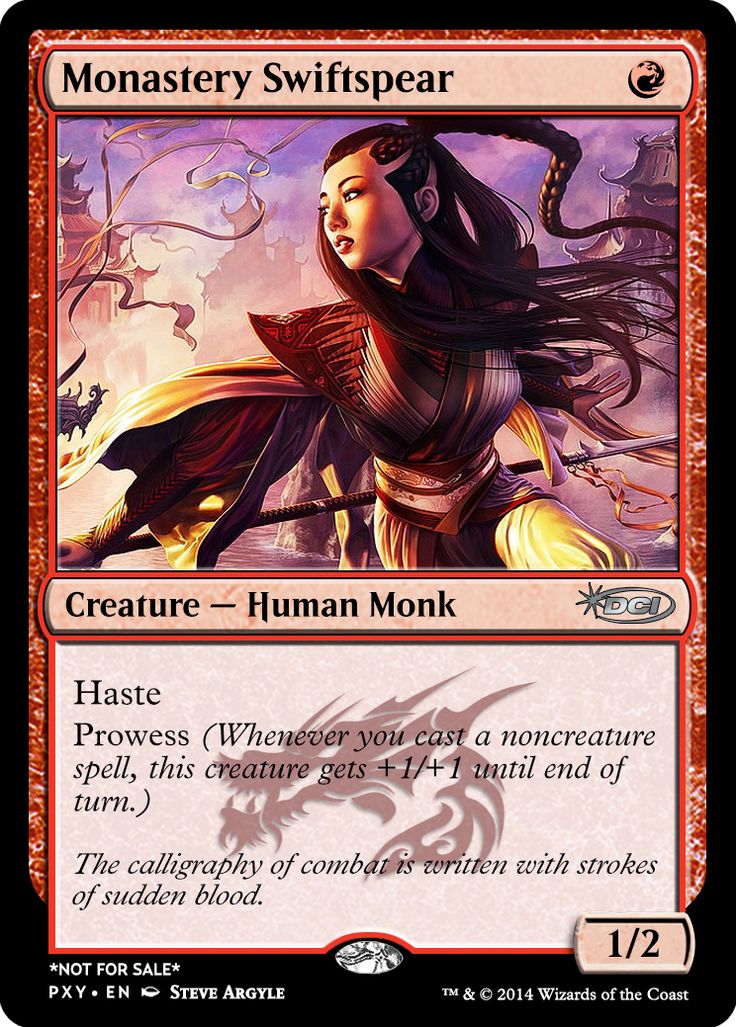 Monastery Swiftspear
Creature — Human Monk
DCI
Haste
Prowess (Whenever you cast a noncreature
spell, this creature gets +1/+1 until end of
turn.)
The calligraphy of combat is written with strokes
of sudden blood.
1/2
*NOT FOR SALE*
PXY • EN Steve Argyle
™ & © 2014 Wizards of the Coast